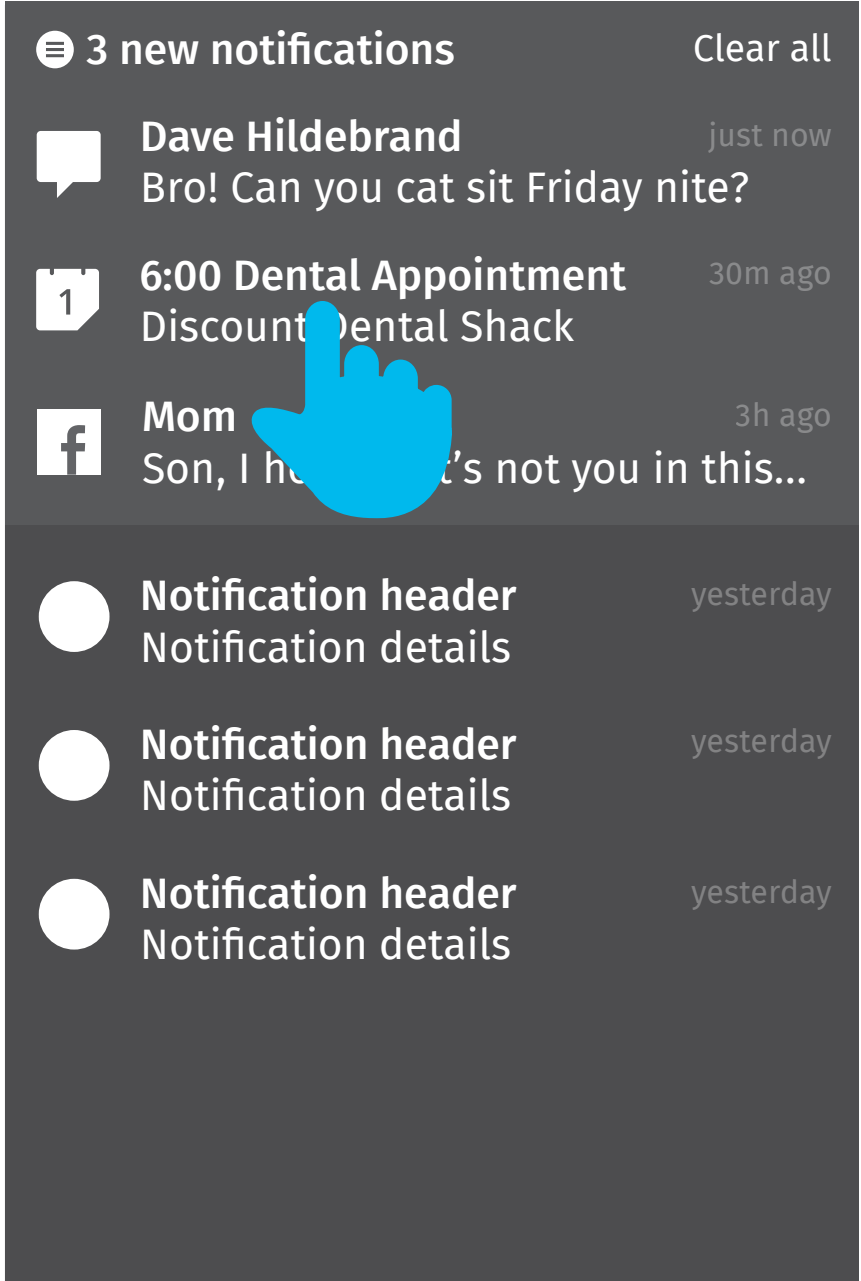 3 new notifications Clear all
Dave Hildebrand just now
Bro! Can you cat sit Friday nite?
6:00 Dental Appointment 30m ago
1
Discount Dental Shack
Mom 3h ago
f
Son, I h t's not you in this...
Notification header yesterday
Notification details
Notification header yesterday
Notification details
Notification header yesterday
Notification details